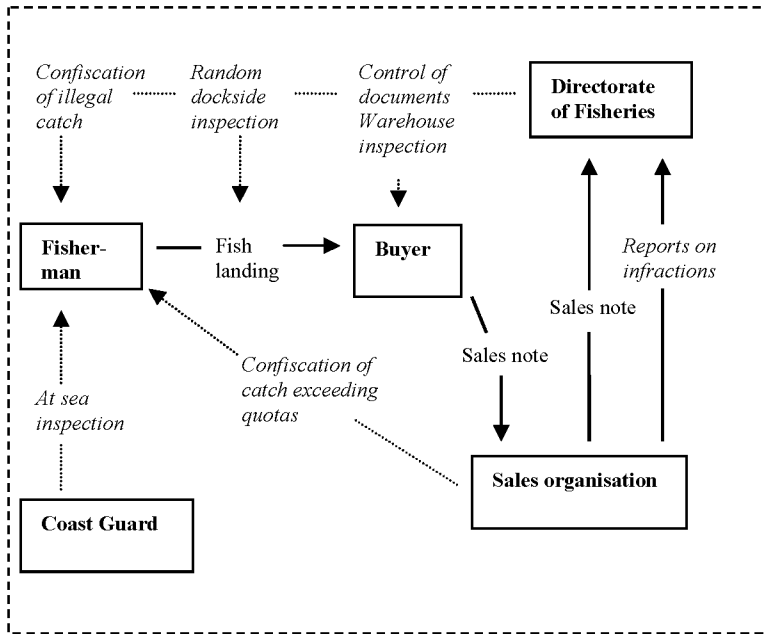 Confiscation
of illegal
catch
Random
dockside
inspection
Control of
documents
Warehouse
inspection
Directorate
of Fisheries
Fisher-
man
Fish
landing
Buyer
Reports on
infractions
Sales note
Sales note
Confiscation of
catch exceeding
quotas
At sea
inspection
Sales organisation
Coast Guard